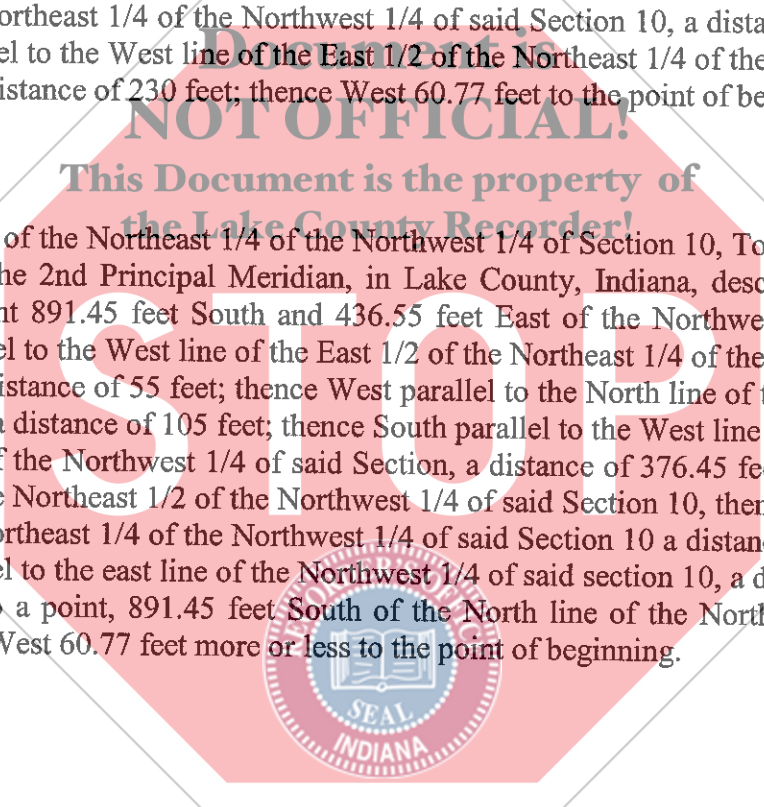 ortheast 1/4 of the Northwest 1/4 of said Section 10, a dista
el to the West line of the East 1/2 of the Northeast 1/4 of the
istance of 230 feet; thence West 60.77 feet to the point of be
Document is
NOT OFFICIAL!
This Document is the property of
the Lake County Recorder!
of the Northeast 1/4 of the Northwest 1/4 of Section 10, To
he 2nd Principal Meridian, in Lake County, Indiana, desc
nt 891.45 feet South and 436.55 feet East of the Northwe
el to the West line of the East 1/2 of the Northeast 1/4 of the
istance of 55 feet; thence West parallel to the North line of t
a distance of 105 feet; thence South parallel to the West line
f the Northwest 1/4 of said Section, a distance of 376.45 fe
e Northeast 1/2 of the Northwest 1/4 of said Section 10, then
ortheast 1/4 of the Northwest 1/4 of said Section 10 a distan
el to the east line of the Northwest 1/4 of said section 10, a d
o a point, 891.45 feet South of the North line of the North
West 60.77 feet more or less to the point of beginning.
STOP
SEAL
INDIANA